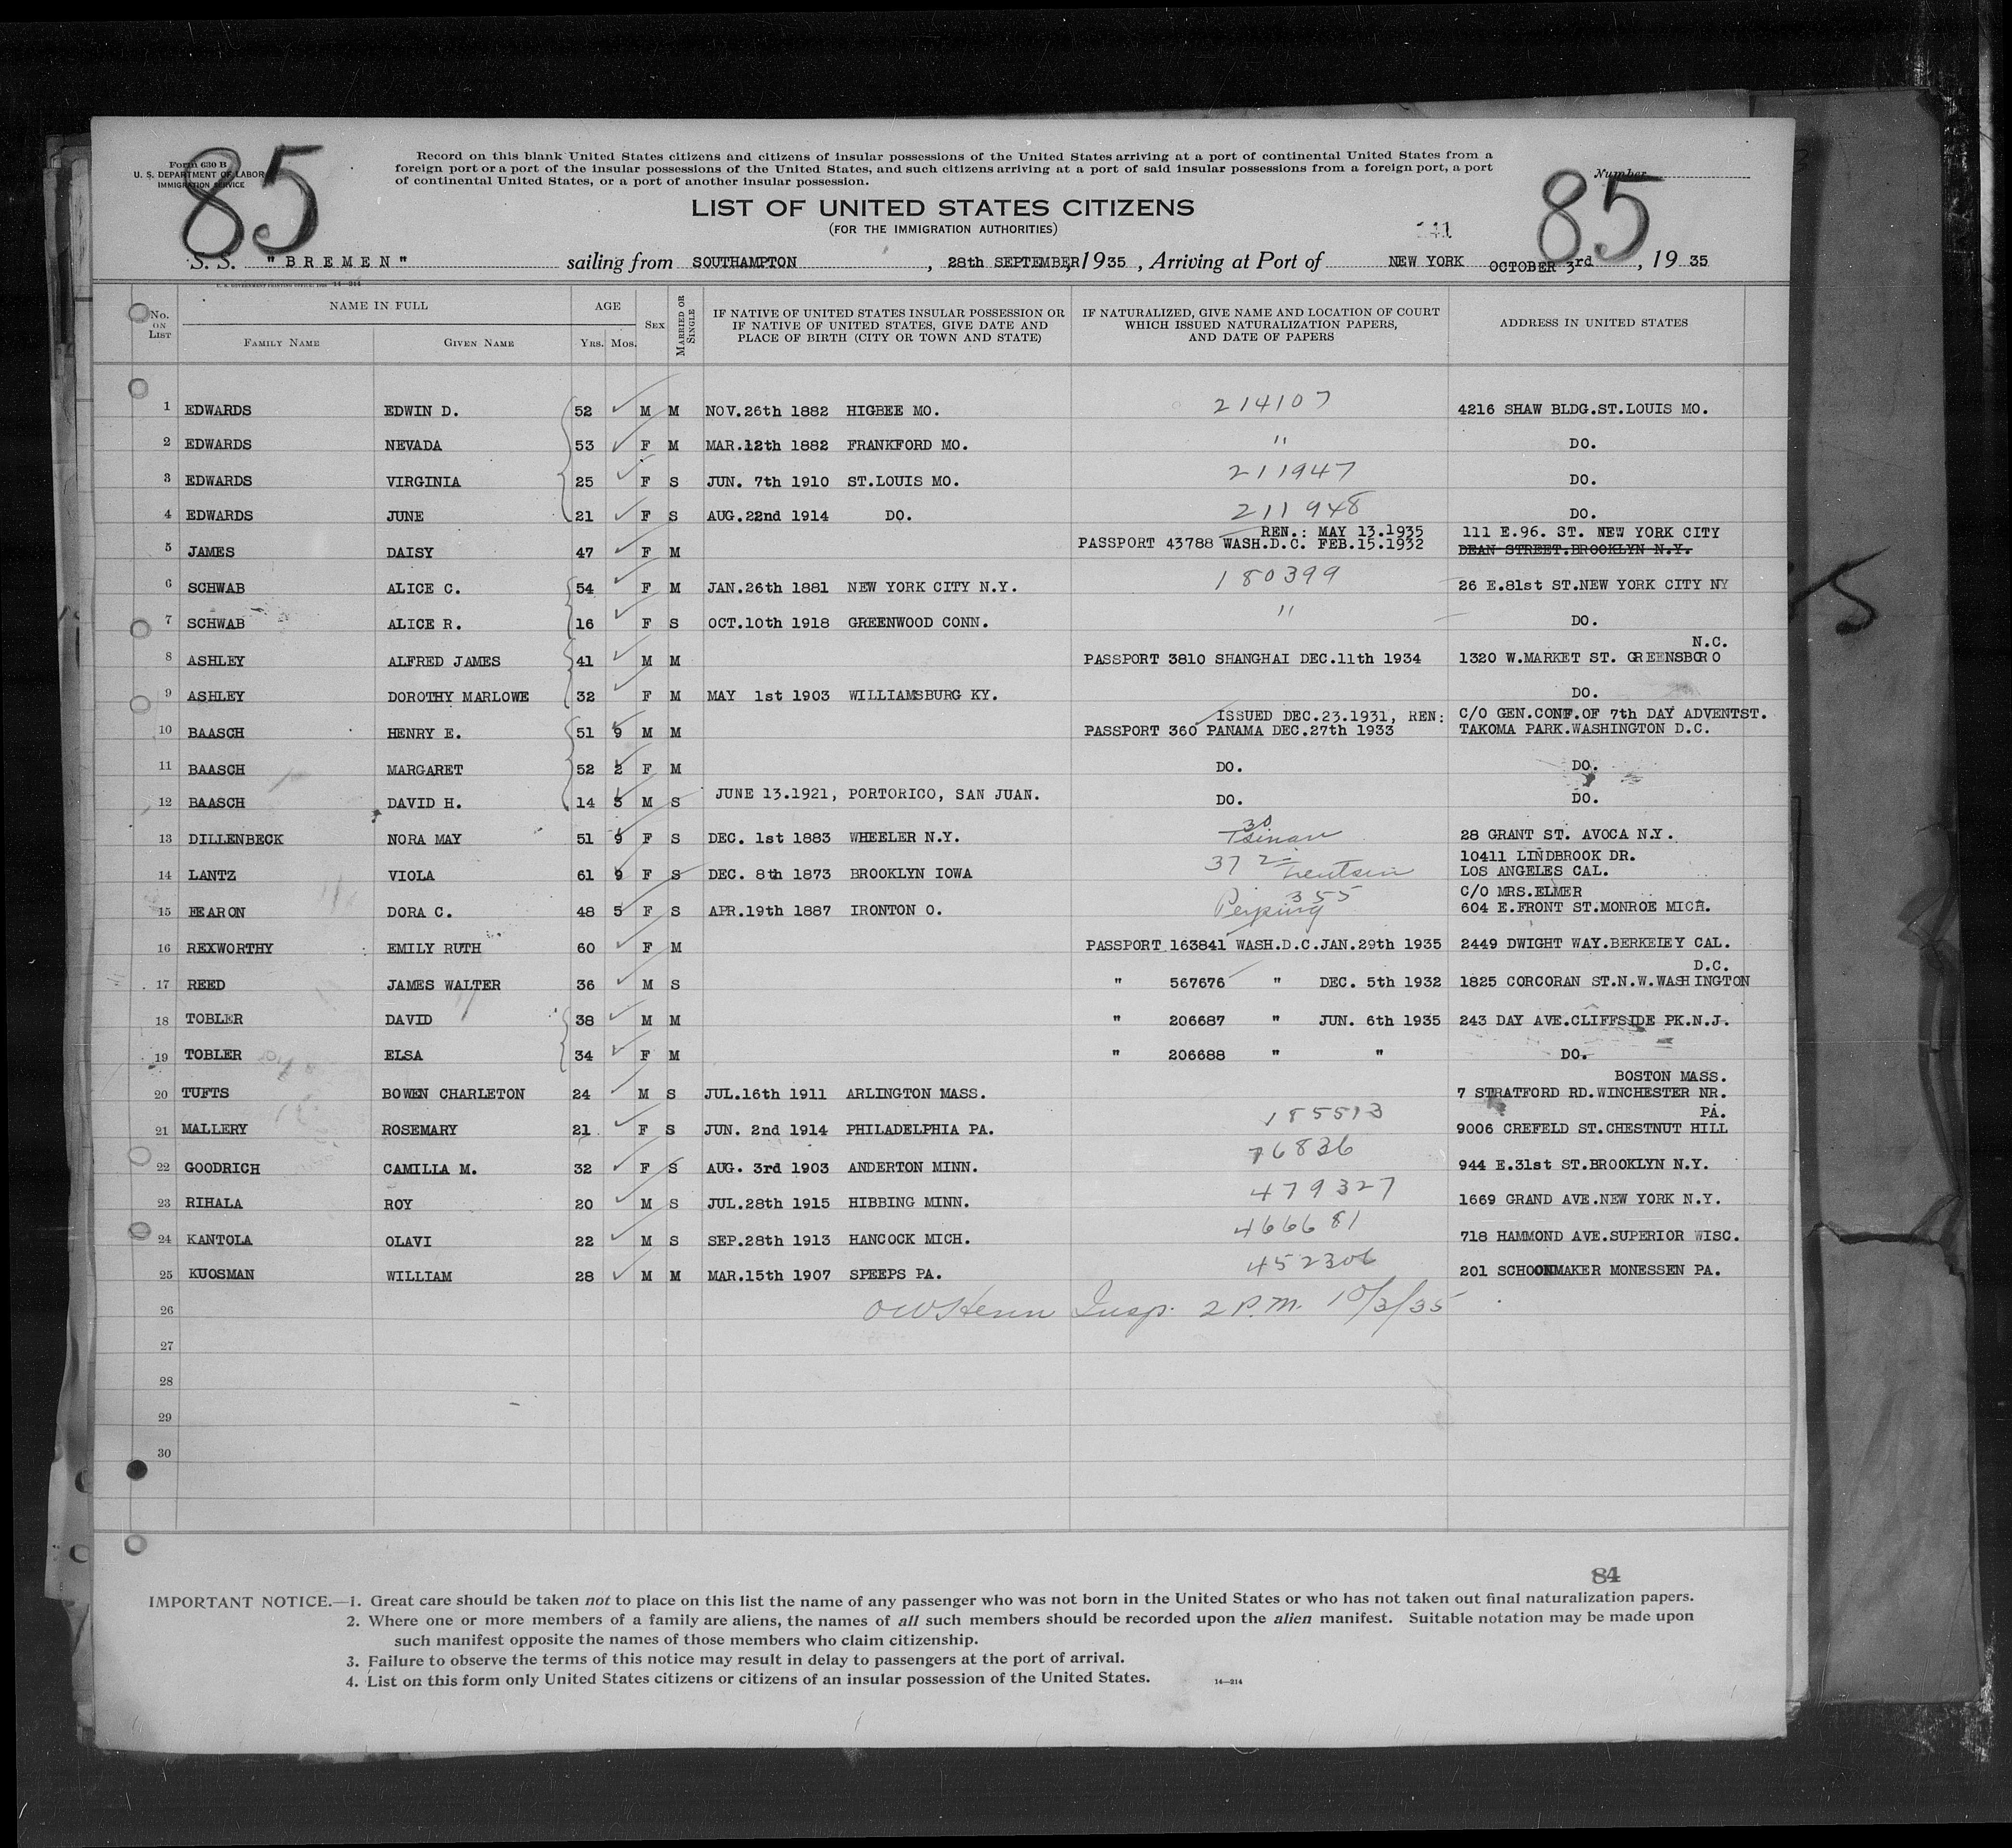 85
85
Form 630 B
U. S. DEPARTMENT OF LABOR
IMMIGRATION SERVICE
Record on this blank United States citizens and citizens of insular possessions of the United States arriving at a port of continental United States from a
foreign port or a port of the insular possessions of the United States, and such citizens arriving at a port of said insular possessions from a foreign port, a port
of continental United States, or a port of another insular possession.
Number
LIST OF UNITED STATES CITIZENS
(FOR THE IMMIGRATION AUTHORITIES)
S. S. "BREMEN" sailing from SOUTHAMPTON, 28th SEPTEMBER, 1935, Arriving at Port of NEW YORK OCTOBER 3rd, 1935
No. ON LIST NAME IN FULL FAMILY NAME GIVEN NAME AGE YRS. MOS. SEX MARRIED OR SINGLE IF NATIVE OF UNITED STATES INSULAR POSSESSION OR IF NATIVE OF UNITED STATES, GIVE DATE AND PLACE OF BIRTH (CITY OR TOWN AND STATE) IF NATURALIZED, GIVE NAME AND LOCATION OF COURT WHICH ISSUED NATURALIZATION PAPERS, AND DATE OF PAPERS ADDRESS IN UNITED STATES
1 EDWARDS EDWIN D. 52 M M NOV.26th 1882 HIGBEE MO. 214107 4216 SHAW BLDG.ST.LOUIS MO.
2 EDWARDS NEVADA 53 F M MAR.12th 1882 FRANKFORD MO. " DO.
3 EDWARDS VIRGINIA 25 F S JUN. 7th 1910 ST.LOUIS MO. 211947 DO.
4 EDWARDS JUNE 21 F S AUG.22nd 1914 DO. 211948 DO.
REN.: MAY 13.1935 111 E.96. ST. NEW YORK CITY
5 JAMES DAISY 47 F M PASSPORT 43788 WASH.D.C. FEB.15.1932 DEAN STREET.BROOKLYN N.Y.
6 SCHWAB ALICE C. 54 F M JAN.26th 1881 NEW YORK CITY N.Y. 180399 26 E.81st ST.NEW YORK CITY NY
7 SCHWAB ALICE R. 16 F S OCT.10th 1918 GREENWOOD CONN. " DO.
N.C.
8 ASHLEY ALFRED JAMES 41 M M PASSPORT 3810 SHANGHAI DEC.11th 1934 1320 W.MARKET ST. GREENSBORO
9 ASHLEY DOROTHY MARLOWE 32 F M MAY 1st 1903 WILLIAMSBURG KY. DO.
ISSUED DEC.23.1931, REN: C/O GEN.CONF.OF 7th DAY ADVENTST.
10 BAASCH HENRY E. 51 9 M M PASSPORT 360 PANAMA DEC.27th 1933 TAKOMA PARK.WASHINGTON D.C.
11 BAASCH MARGARET 52 2 F M DO. DO.
12 BAASCH DAVID H. 14 3 M S JUNE 13.1921, PORTORICO, SAN JUAN. DO. DO.
13 DILLENBECK NORA MAY 51 9 F S DEC. 1st 1883 WHEELER N.Y. 30 Tsinan 28 GRANT ST. AVOCA N.Y.
10411 LINDBROOK DR.
14 LANTZ VIOLA 61 9 F S DEC. 8th 1873 BROOKLYN IOWA 372 LOS ANGELES CAL.
C/O MRS.ELMER
15 FEARON DORA C. 48 5 F S APR.19th 1887 IRONTON O. Peiping 355 604 E.FRONT ST.MONROE MICH.
16 REXWORTHY EMILY RUTH 60 F M PASSPORT 163841 WASH.D.C.JAN.29th 1935 2449 DWIGHT WAY.BERKELEY CAL.
D.C.
17 REED JAMES WALTER 36 M S " 567676 " DEC. 5th 1932 1825 CORCORAN ST.N.W.WASHINGTON
18 TOBLER DAVID 38 M M " 206687 " JUN. 6th 1935 243 DAY AVE.CLIFFSIDE PK.N.J.
19 TOBLER ELSA 34 F M " 206688 " " DO.
BOSTON MASS.
20 TUFTS BOWEN CHARLETON 24 M S JUL.16th 1911 ARLINGTON MASS. 7 STRATFORD RD.WINCHESTER NR.
PA.
21 MALLERY ROSEMARY 21 F S JUN. 2nd 1914 PHILADELPHIA PA. 185513 9006 CREFELD ST.CHESTNUT HILL
22 GOODRICH CAMILLA M. 32 F S AUG. 3rd 1903 ANDERTON MINN. 76836 944 E.31st ST.BROOKLYN N.Y.
23 RIHALA ROY 20 M S JUL.28th 1915 HIBBING MINN. 479327 1669 GRAND AVE.NEW YORK N.Y.
24 KANTOLA OLAVI 22 M S SEP.28th 1913 HANCOCK MICH. 466681 718 HAMMOND AVE.SUPERIOR WISC.
25 KUOSMAN WILLIAM 28 M M MAR.15th 1907 SPEEPS PA. 452306 201 SCHOONMAKER MONESSEN PA.
26 OW Henn Insp. 2 P.M. 10/3/35
27
28
29
30
84
IMPORTANT NOTICE.—1. Great care should be taken not to place on this list the name of any passenger who was not born in the United States or who has not taken out final naturalization papers.
2. Where one or more members of a family are aliens, the names of all such members should be recorded upon the alien manifest. Suitable notation may be made upon
such manifest opposite the names of those members who claim citizenship.
3. Failure to observe the terms of this notice may result in delay to passengers at the port of arrival.
4. List on this form only United States citizens or citizens of an insular possession of the United States. 14—214